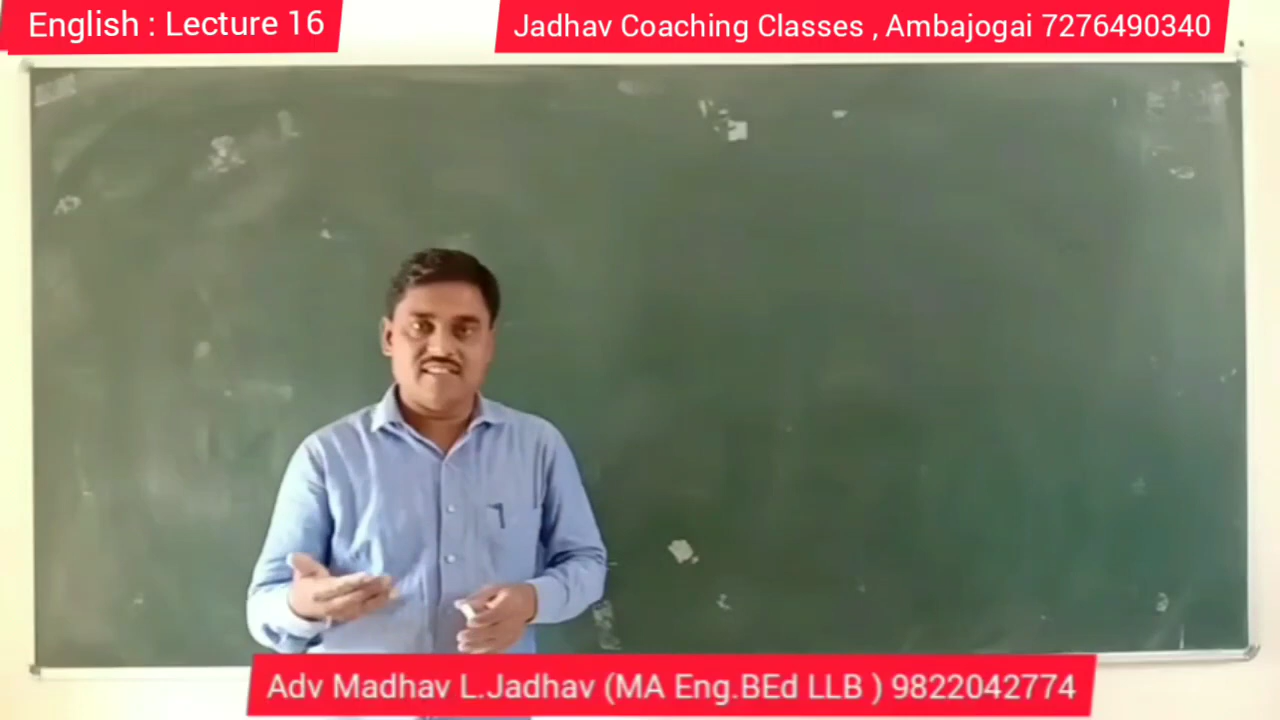 English : Lecture 16
Jadhav Coaching Classes , Ambajogai 7276490340
Adv Madhav L.Jadhav (MA Eng.BEd LLB ) 9822042774